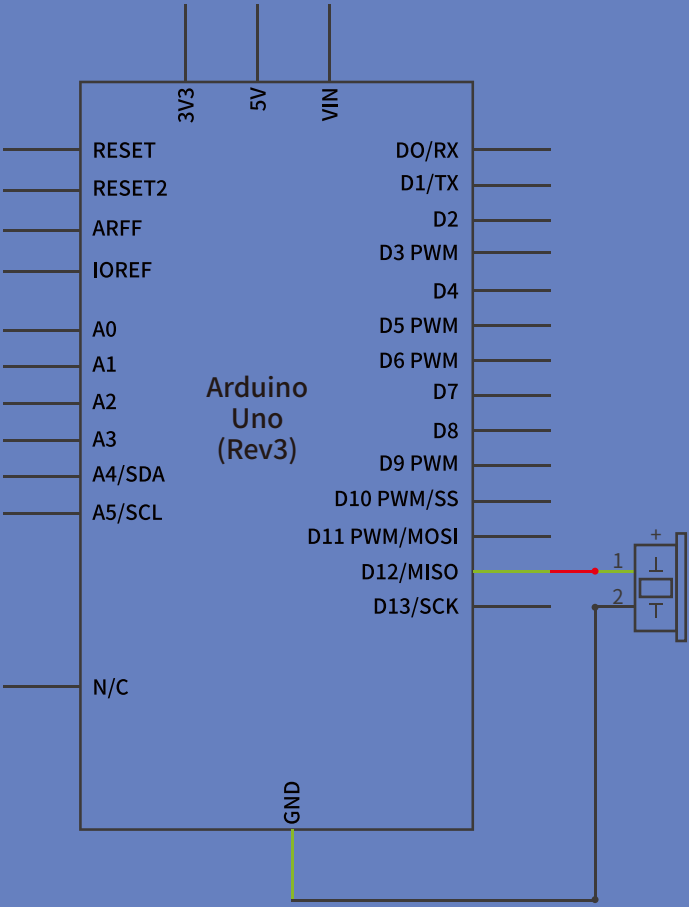 3V3
5V
VIN
RESET
RESET2
ARFF
IOREF
A0
A1
A2
A3
A4/SDA
A5/SCL
N/C
Arduino
Uno
(Rev3)
DO/RX
D1/TX
D2
D3 PWM
D4
D5 PWM
D6 PWM
D7
D8
D9 PWM
D10 PWM/SS
D11 PWM/MOSI
D12/MISO
D13/SCK
GND
+
1
2